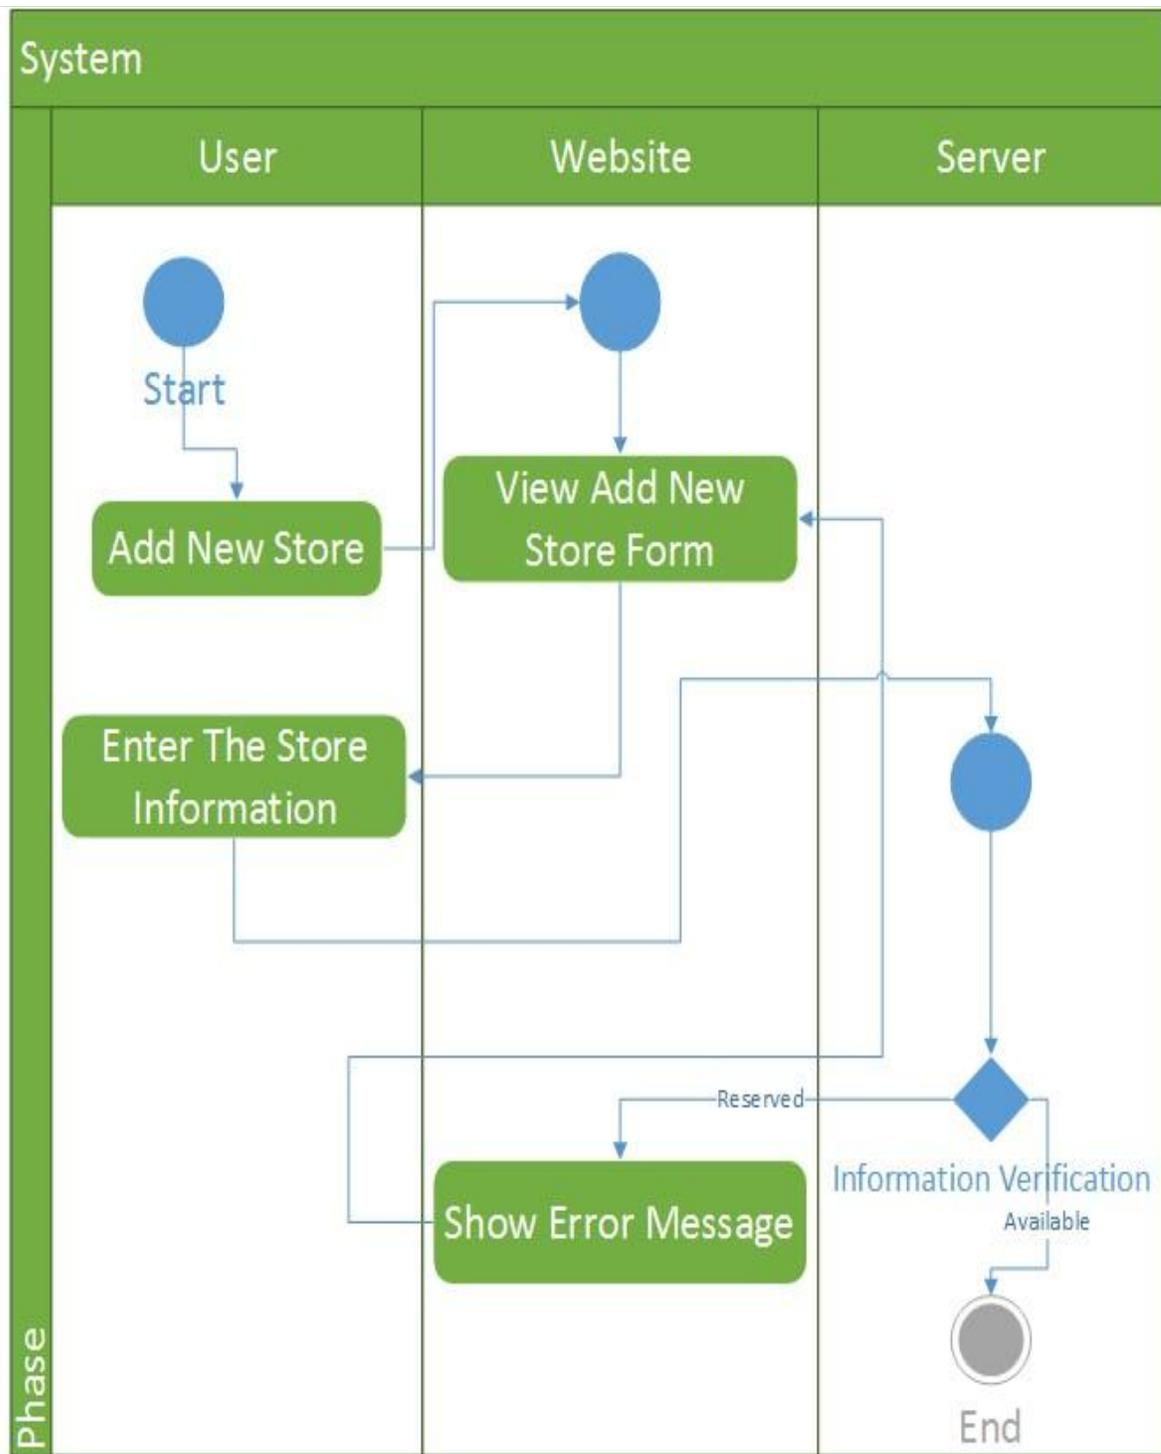 System
User
Website
Server
Start
View Add New
Store Form
Add New Store
Enter The Store
Information
Reserved
Information Verification
Show Error Message
Available
End
Phase